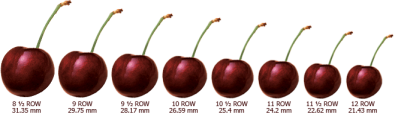 8 ½ ROW
31.35 mm
9 ROW
29.75 mm
9 ½ ROW
28.17 mm
10 ROW
26.59 mm
10 ½ ROW
25.4 mm
11 ROW
24.2 mm
11 ½ ROW
22.62 mm
12 ROW
21.43 mm